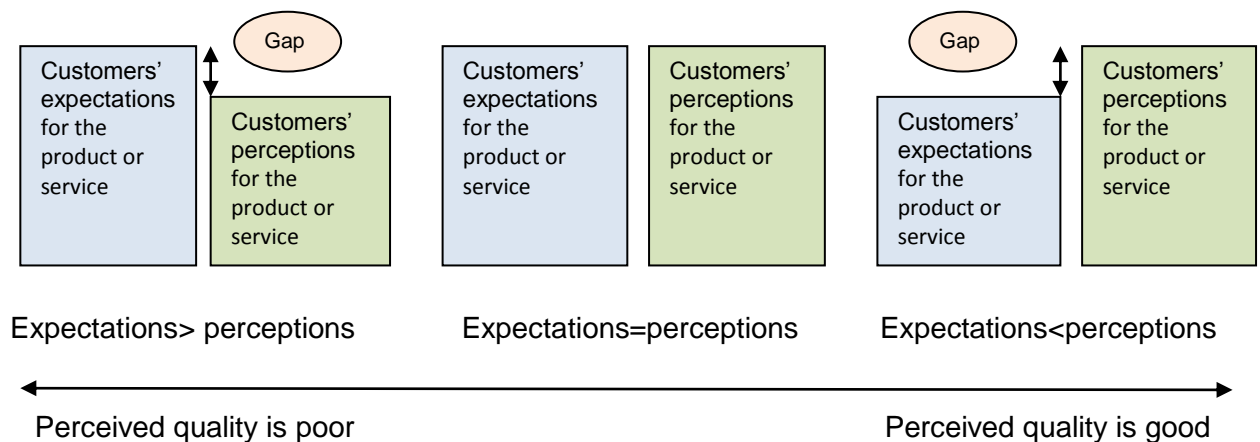 Gap
Customers'
expectations
for the
product or
service
Customers'
perceptions
for the
product or
service
Customers'
expectations
for the
product or
service
Customers'
perceptions
for the
product or
service
Gap
Customers'
expectations
for the
product or
service
Customers'
perceptions
for the
product or
service
Expectations> perceptions
Expectations=perceptions
Expectations<perceptions
Perceived quality is poor
Perceived quality is good